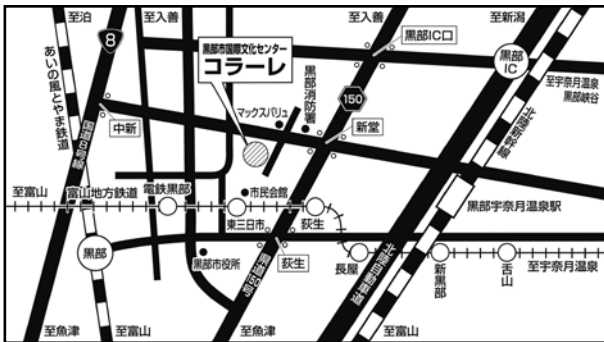 至泊
至入善
至入善
至新潟
8
黒部市国際文化センター
コラーレ
黒部IC口
黒部
IC
至宇奈月温泉
黒部峡谷
あいの風とやま鉄道
中新
国道8号線
マックスバリュ
黒部消防署
150
新堂
北陸新幹線
至富山
富山地方鉄道
電鉄黒部
市民会館
東三日市
荻生
黒部宇奈月温泉駅
黒部
黒部市役所
荻生
長屋
新黒部
舌山
至宇奈月温泉
北陸自動車道
至魚津
至富山
至魚津
至富山